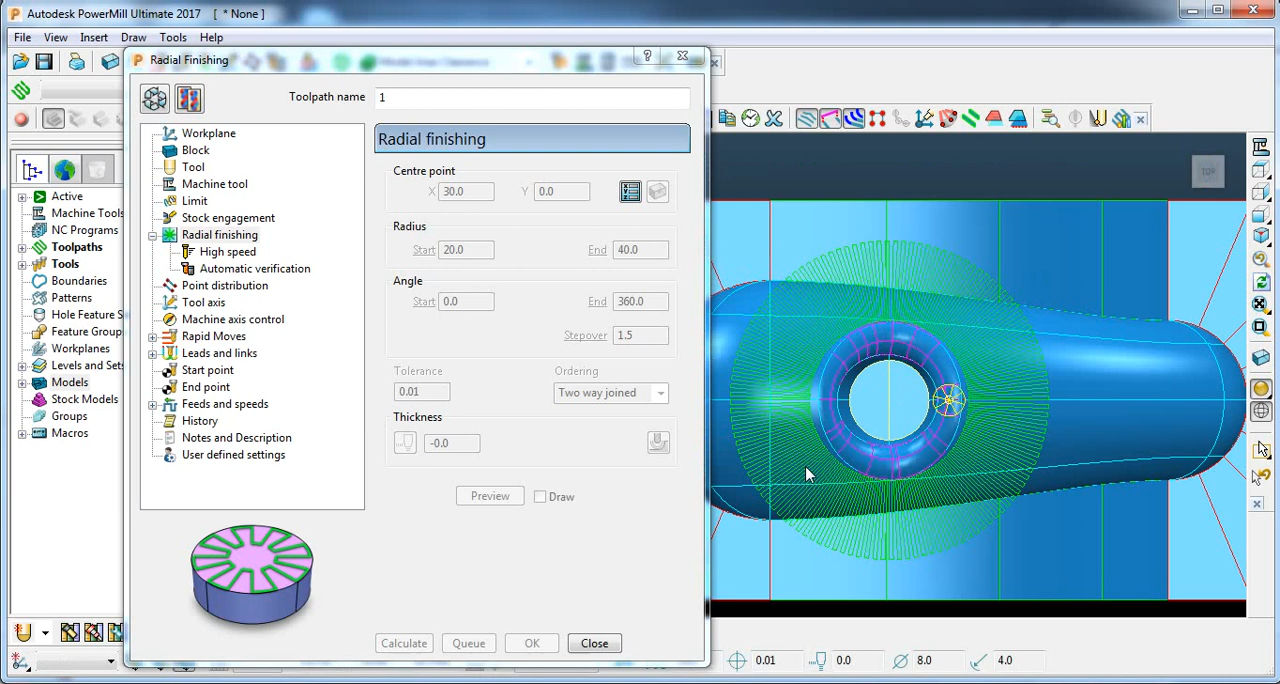 Autodesk PowerMill Ultimate 2017 [ * None ]
File View Insert Draw Tools Help
Radial Finishing
Toolpath name 1
Workplane
Block
Tool
Machine tool
Limit
Stock engagement
Radial finishing
High speed
Automatic verification
Point distribution
Tool axis
Machine axis control
Rapid Moves
Leads and links
Start point
End point
Feeds and speeds
History
Notes and Description
User defined settings
Radial finishing
Centre point
X 30.0 Y 0.0
Radius
Start 20.0 End 40.0
Angle
Start 0.0 End 360.0
Stepover 1.5
Tolerance Ordering
0.01 Two way joined
Thickness
-0.0
Preview Draw
Calculate Queue OK Close
Active
Machine Tools
NC Programs
Toolpaths
Tools
Boundaries
Patterns
Hole Feature S
Feature Group
Workplanes
Levels and Sets
Models
Stock Models
Groups
Macros
TOP
0.01 0.0 8.0 4.0